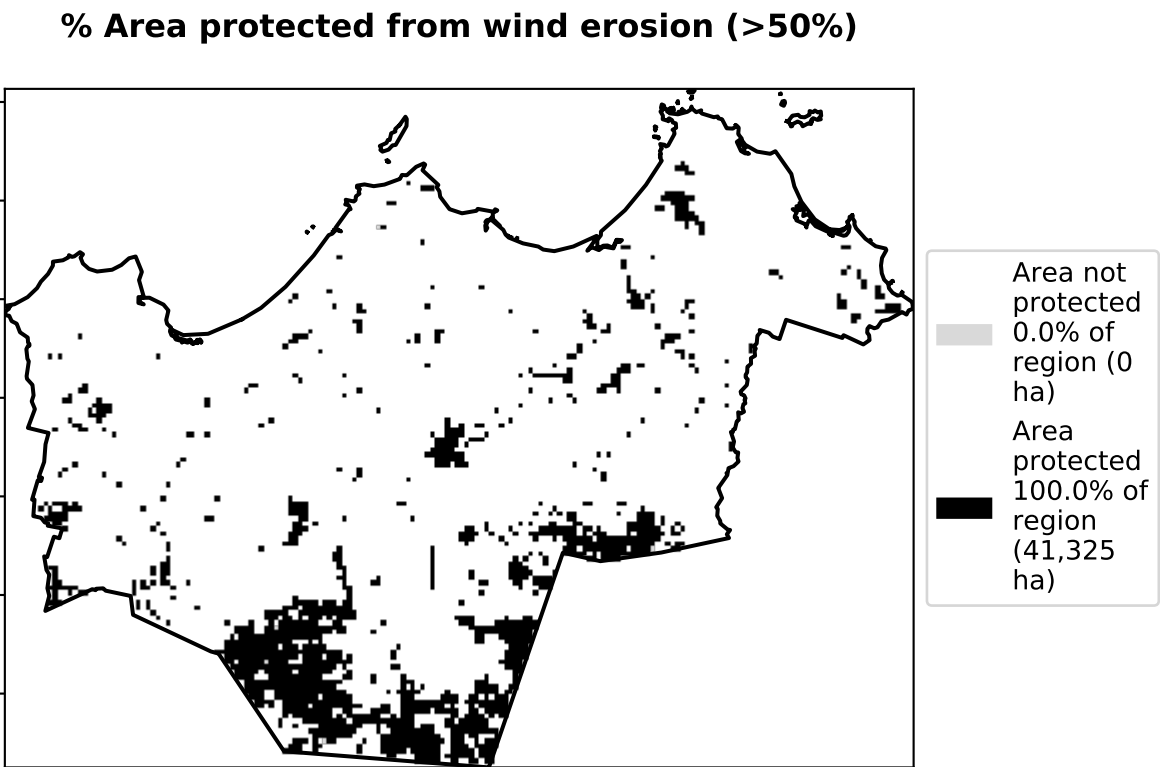 % Area protected from wind erosion (>50%)
Area not
protected
0.0% of
region (0
ha)
Area
protected
100.0% of
region
(41,325
ha)